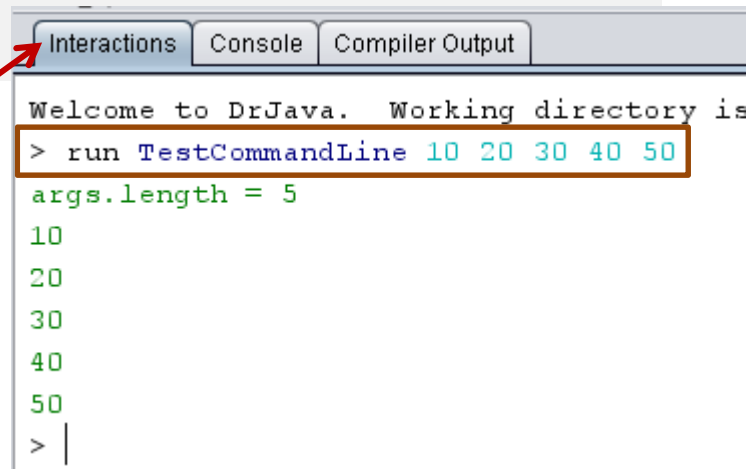 Interactions Console Compiler Output
Welcome to DrJava. Working directory is
> run TestCommandLine 10 20 30 40 50
args.length = 5
10
20
30
40
50
>